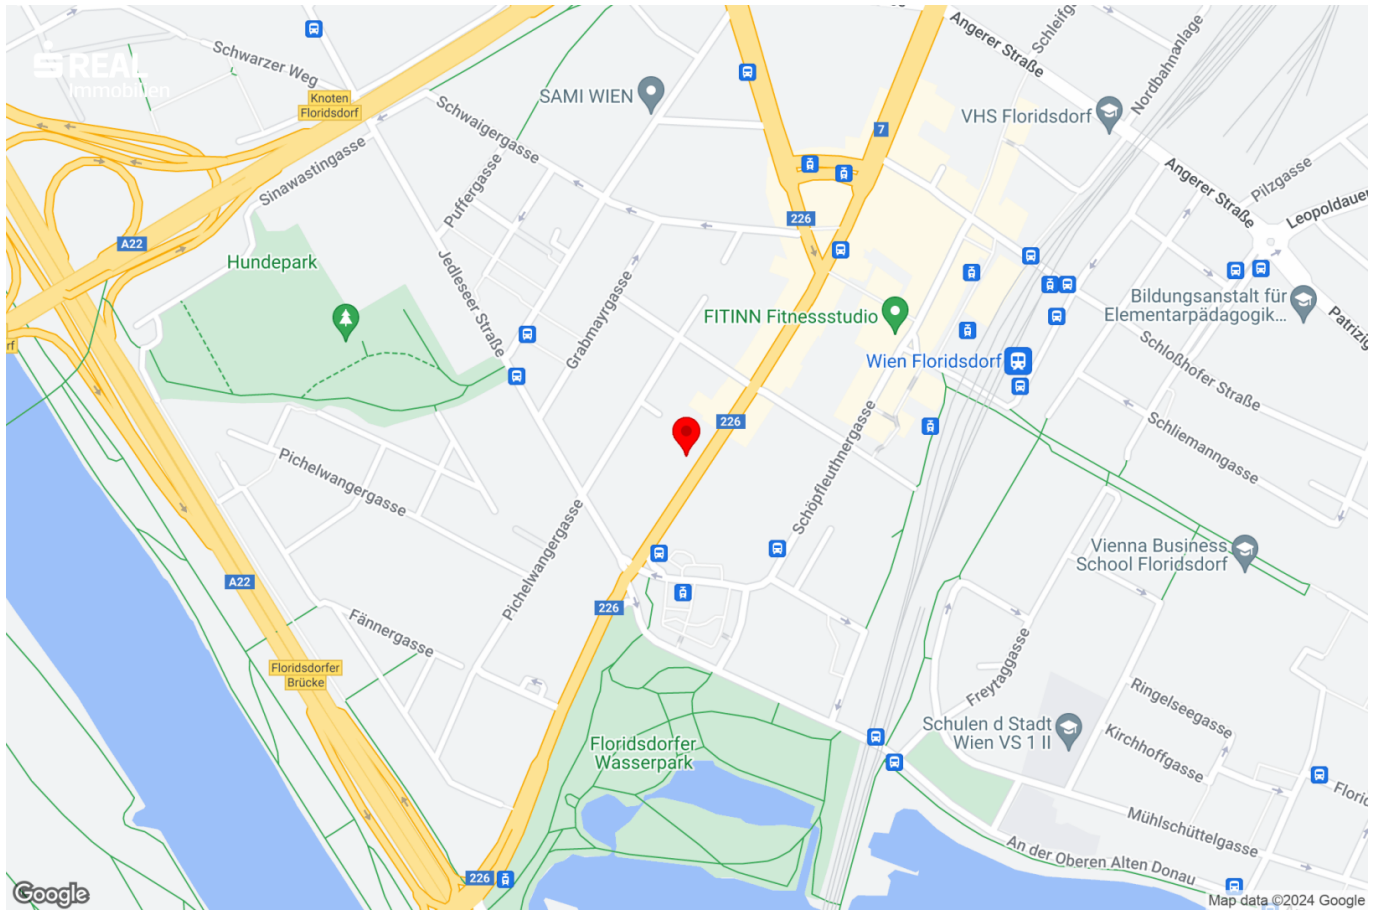 Angerer Straße
Schleifg
Nordbahnanlage
Schwarzer Weg
REAL
Immobilien
Knoten
Floridsdorf
SAMI WIEN
VHS Floridsdorf
Schwaigergasse
7
Sinawastingasse
Puffergasse
Angerer Straße
Pilzgasse
Leopoldauer
226
A22
Hundepark
Jedleseer Straße
Grabmayrgasse
Bildungsanstalt für
Elementarpädagogik...
Patrizig
FITINN Fitnessstudio
Wien Floridsdorf
Schloßhofer Straße
rf
226
Schöpfleuthnergasse
Schliemanngasse
Pichelwangergasse
Pichelwangergasse
Vienna Business
School Floridsdorf
A22
226
Fännergasse
Floridsdorfer
Brücke
Freytaggasse
Ringelseegasse
Schulen d Stadt
Wien VS 1 II
Kirchhoffgasse
Floridsdorfer
Wasserpark
Floric
Mühlschüttelgasse
An der Oberen Alten Donau
226
Google
Map data ©2024 Google